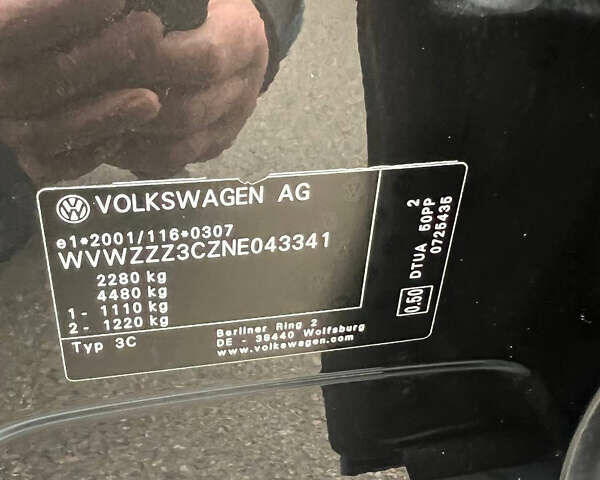 VOLKSWAGEN AG
e1*2001/116*0307
WVWZZZ3CZNE043341
2280 kg
4480 kg
1 - 1110 kg
2 - 1220 kg
Typ 3C
Berliner Ring 2
DE - 38440 Wolfsburg
www.volkswagen.com
0.50
DTUA 50PP 2
0725435